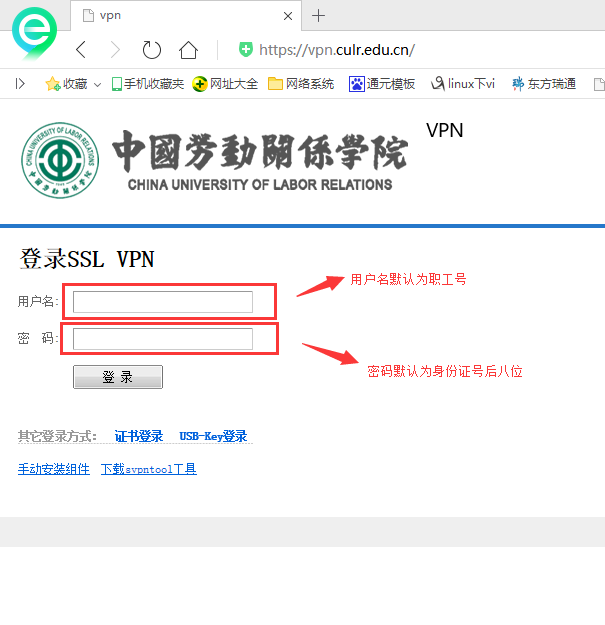 vpn
https://vpn.culr.edu.cn/
收藏 手机收藏夹 网址大全 网络系统 通元模板 linux下vi 东方瑞通
中國勞動關係學院
CHINA UNIVERSITY OF LABOR RELATIONS
VPN
登录SSL VPN
用户名默认为职工号
用户名:
密 码:
密码默认为身份证号后八位
登 录
其它登录方式: 证书登录 USB-Key登录
手动安装组件 下载svpntool工具